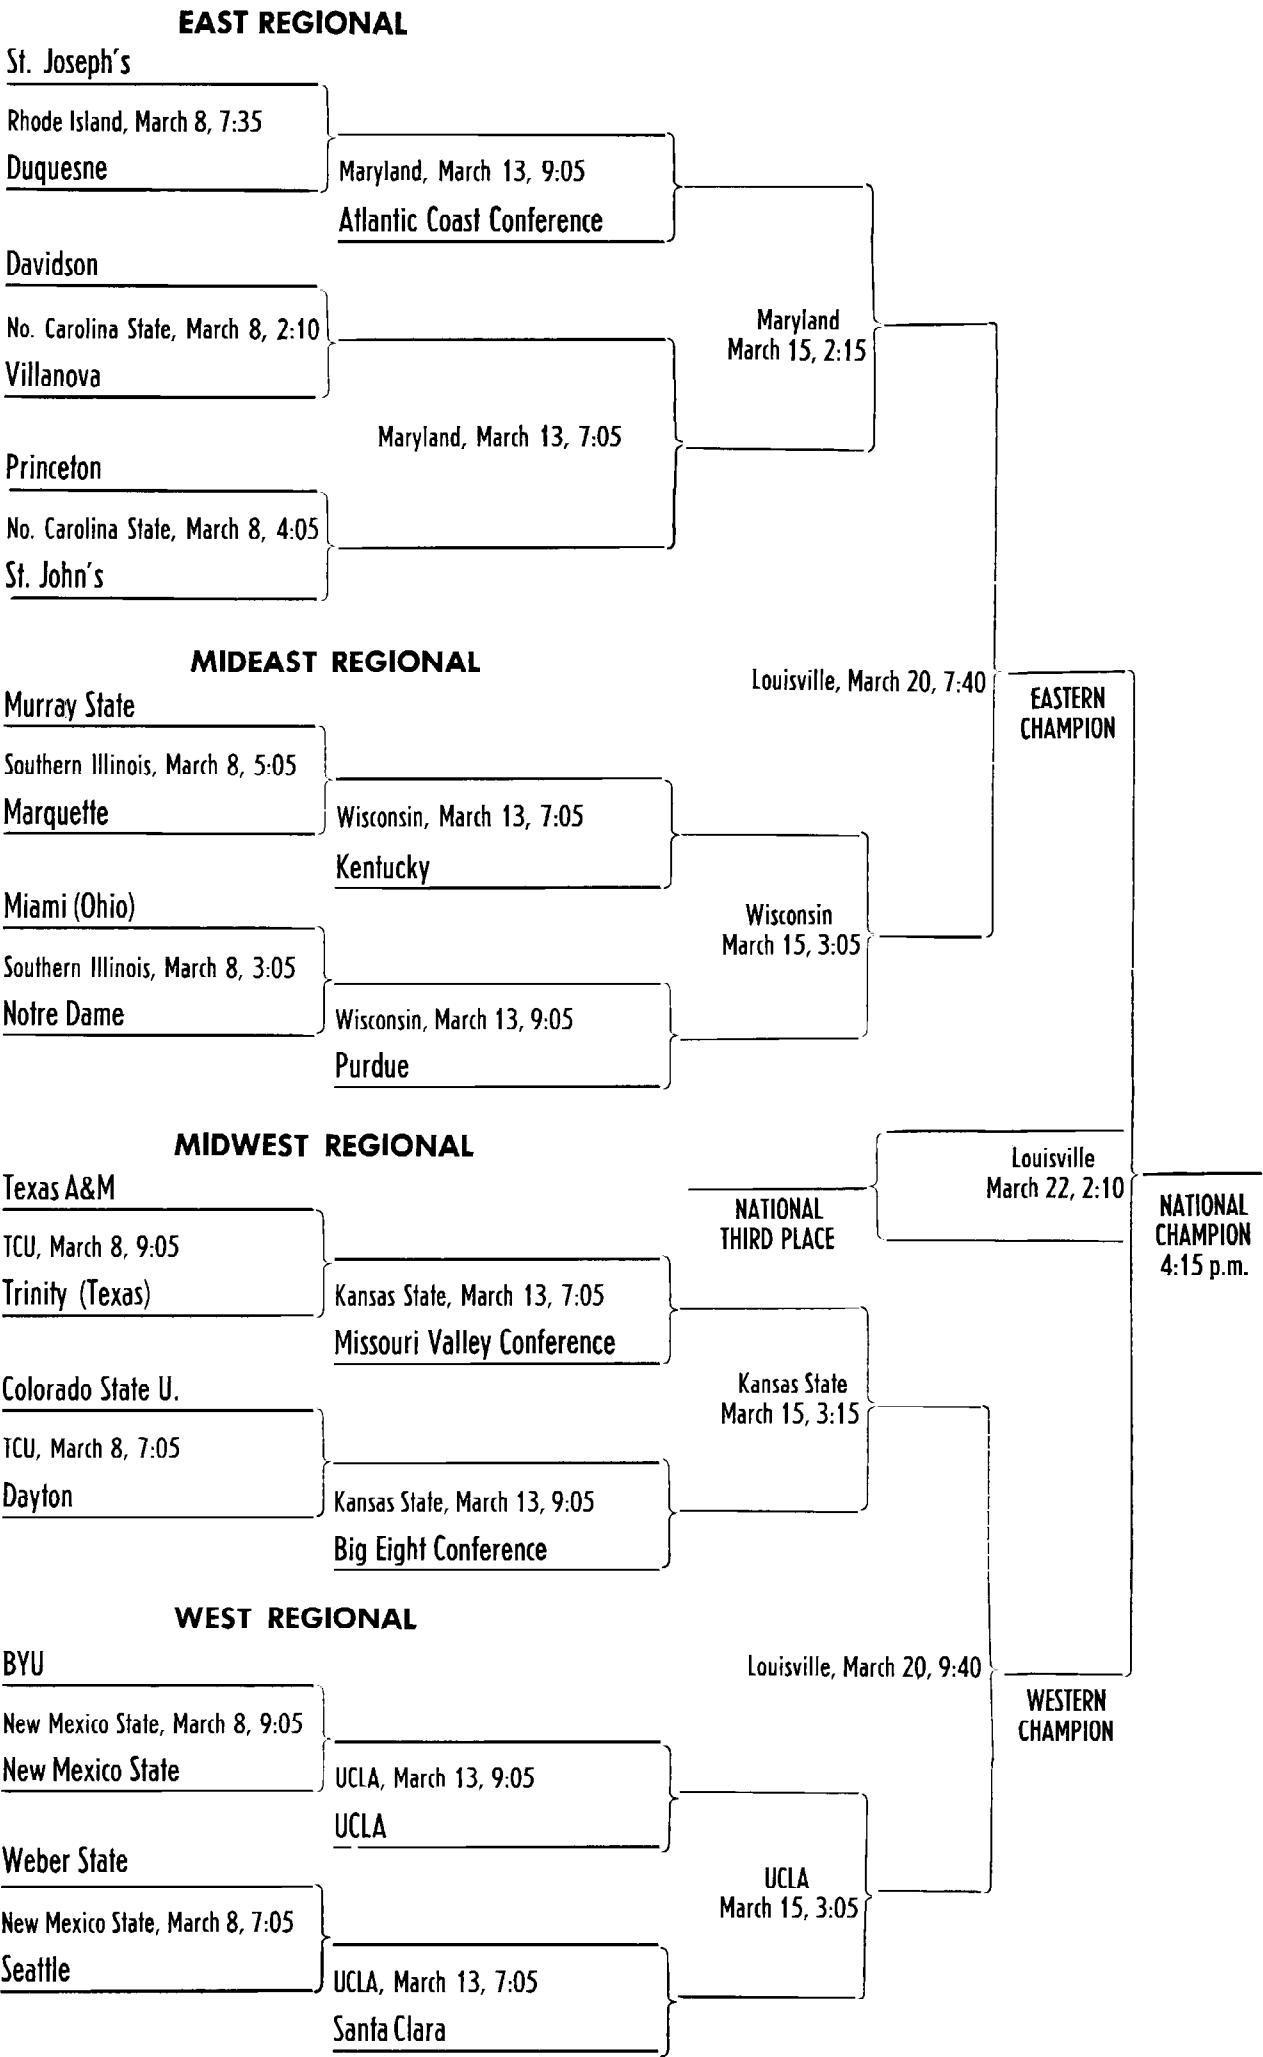 EAST REGIONAL
St. Joseph's
Rhode Island, March 8, 7:35
Duquesne
Maryland, March 13, 9:05
Atlantic Coast Conference
Davidson
No. Carolina State, March 8, 2:10
Villanova
Maryland
March 15, 2:15
Maryland, March 13, 7:05
Princeton
No. Carolina State, March 8, 4:05
St. John's
MIDEAST REGIONAL
Louisville, March 20, 7:40
EASTERN
CHAMPION
Murray State
Southern Illinois, March 8, 5:05
Marquette
Wisconsin, March 13, 7:05
Kentucky
Miami (Ohio)
Southern Illinois, March 8, 3:05
Notre Dame
Wisconsin
March 15, 3:05
Wisconsin, March 13, 9:05
Purdue
MIDWEST REGIONAL
Louisville
March 22, 2:10
NATIONAL
THIRD PLACE
NATIONAL
CHAMPION
4:15 p.m.
Texas A&M
TCU, March 8, 9:05
Trinity (Texas)
Kansas State, March 13, 7:05
Missouri Valley Conference
Colorado State U.
TCU, March 8, 7:05
Dayton
Kansas State
March 15, 3:15
Kansas State, March 13, 9:05
Big Eight Conference
WEST REGIONAL
BYU
New Mexico State, March 8, 9:05
New Mexico State
Louisville, March 20, 9:40
WESTERN
CHAMPION
UCLA, March 13, 9:05
UCLA
Weber State
New Mexico State, March 8, 7:05
Seattle
UCLA
March 15, 3:05
UCLA, March 13, 7:05
Santa Clara